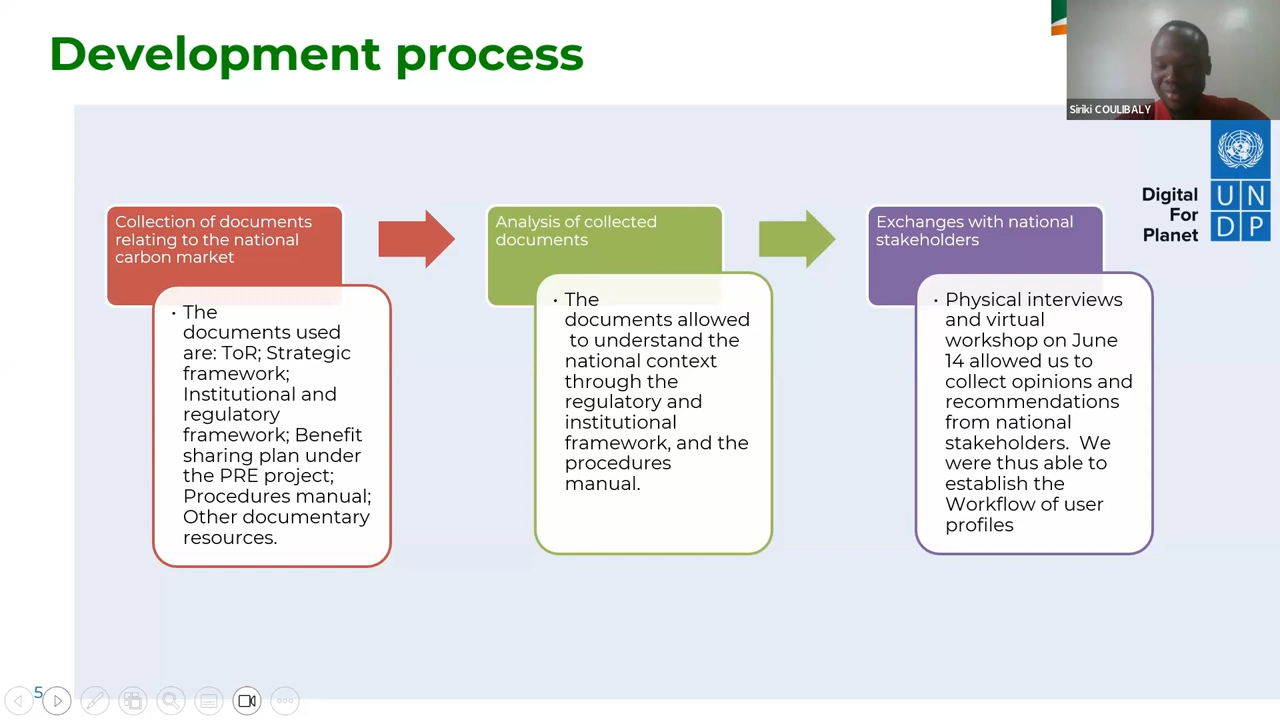 Development process
Siriki COULIBALY
Digital
For
Planet
U N
D P
Collection of documents
relating to the national
carbon market
• The
documents used
are: ToR; Strategic
framework;
Institutional and
regulatory
framework; Benefit
sharing plan under
the PRE project;
Procedures manual;
Other documentary
resources.
Analysis of collected
documents
• The
documents allowed
to understand the
national context
through the
regulatory and
institutional
framework, and the
procedures
manual.
Exchanges with national
stakeholders
• Physical interviews
and virtual
workshop on June
14 allowed us to
collect opinions and
recommendations
from national
stakeholders. We
were thus able to
establish the
Workflow of user
profiles
5